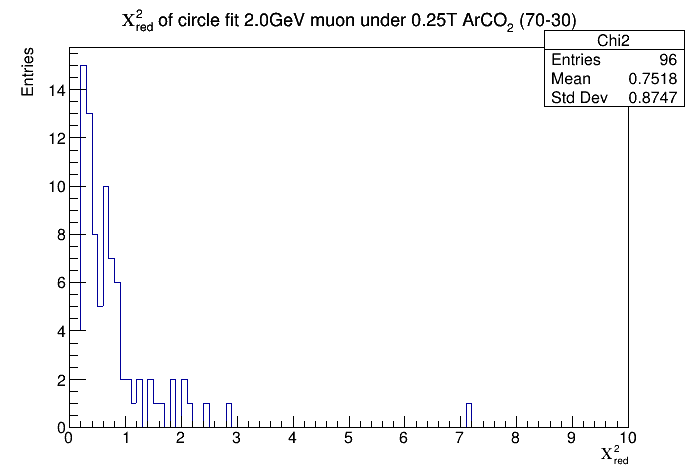 χ²red of circle fit 2.0GeV muon under 0.25T ArCO₂ (70-30)
Chi2
Entries 96
Mean 0.7518
Std Dev 0.8747
Entries
14
12
10
8
6
4
2
0
0 1 2 3 4 5 6 7 8 9 10
χ²red